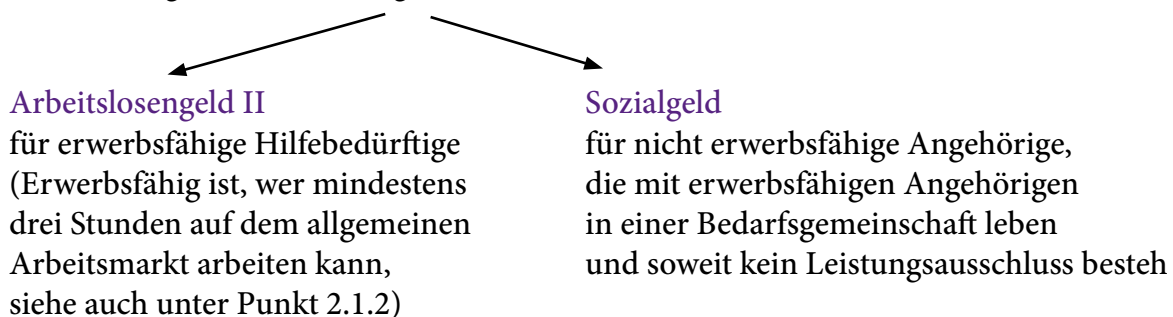 Arbeitslosengeld II
für erwerbsfähige Hilfebedürftige
(Erwerbsfähig ist, wer mindestens
drei Stunden auf dem allgemeinen
Arbeitsmarkt arbeiten kann,
siehe auch unter Punkt 2.1.2)
Sozialgeld
für nicht erwerbsfähige Angehörige,
die mit erwerbsfähigen Angehörigen
in einer Bedarfsgemeinschaft leben
und soweit kein Leistungsausschluss besteh